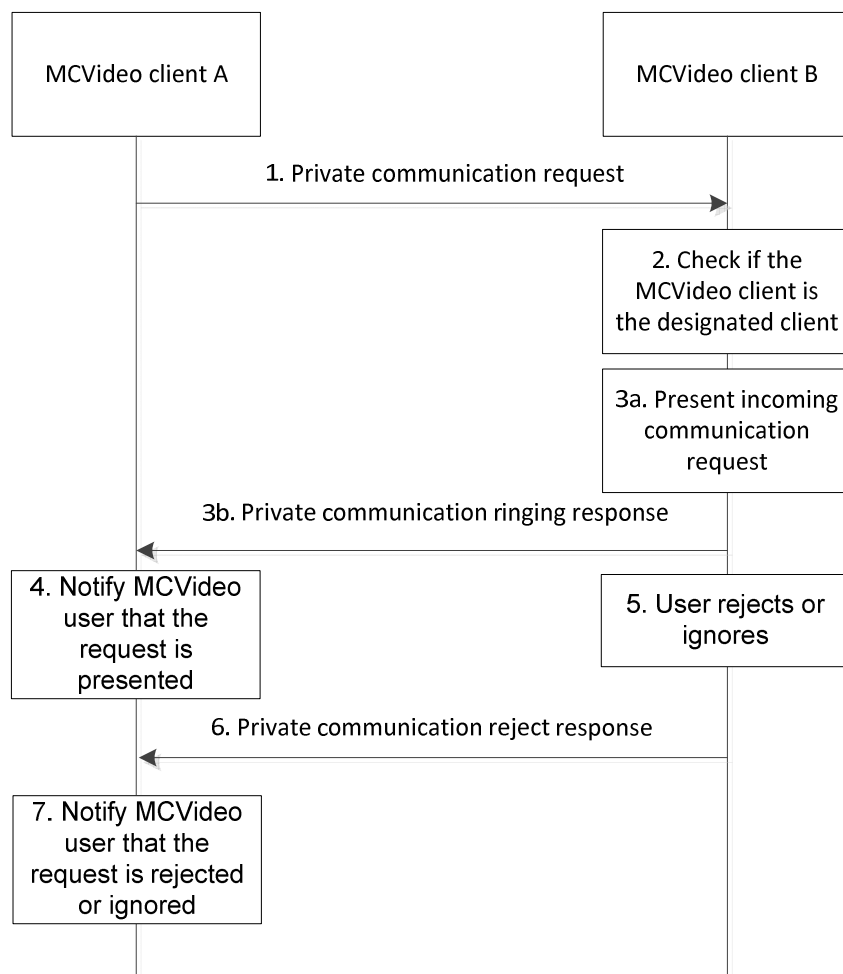 MCVideo client A
MCVideo client B
1. Private communication request
2. Check if the
MCVideo client is
the designated client
3a. Present incoming
communication
request
3b. Private communication ringing response
4. Notify MCVideo
user that the
request is
presented
5. User rejects or
ignores
6. Private communication reject response
7. Notify MCVideo
user that the
request is rejected
or ignored